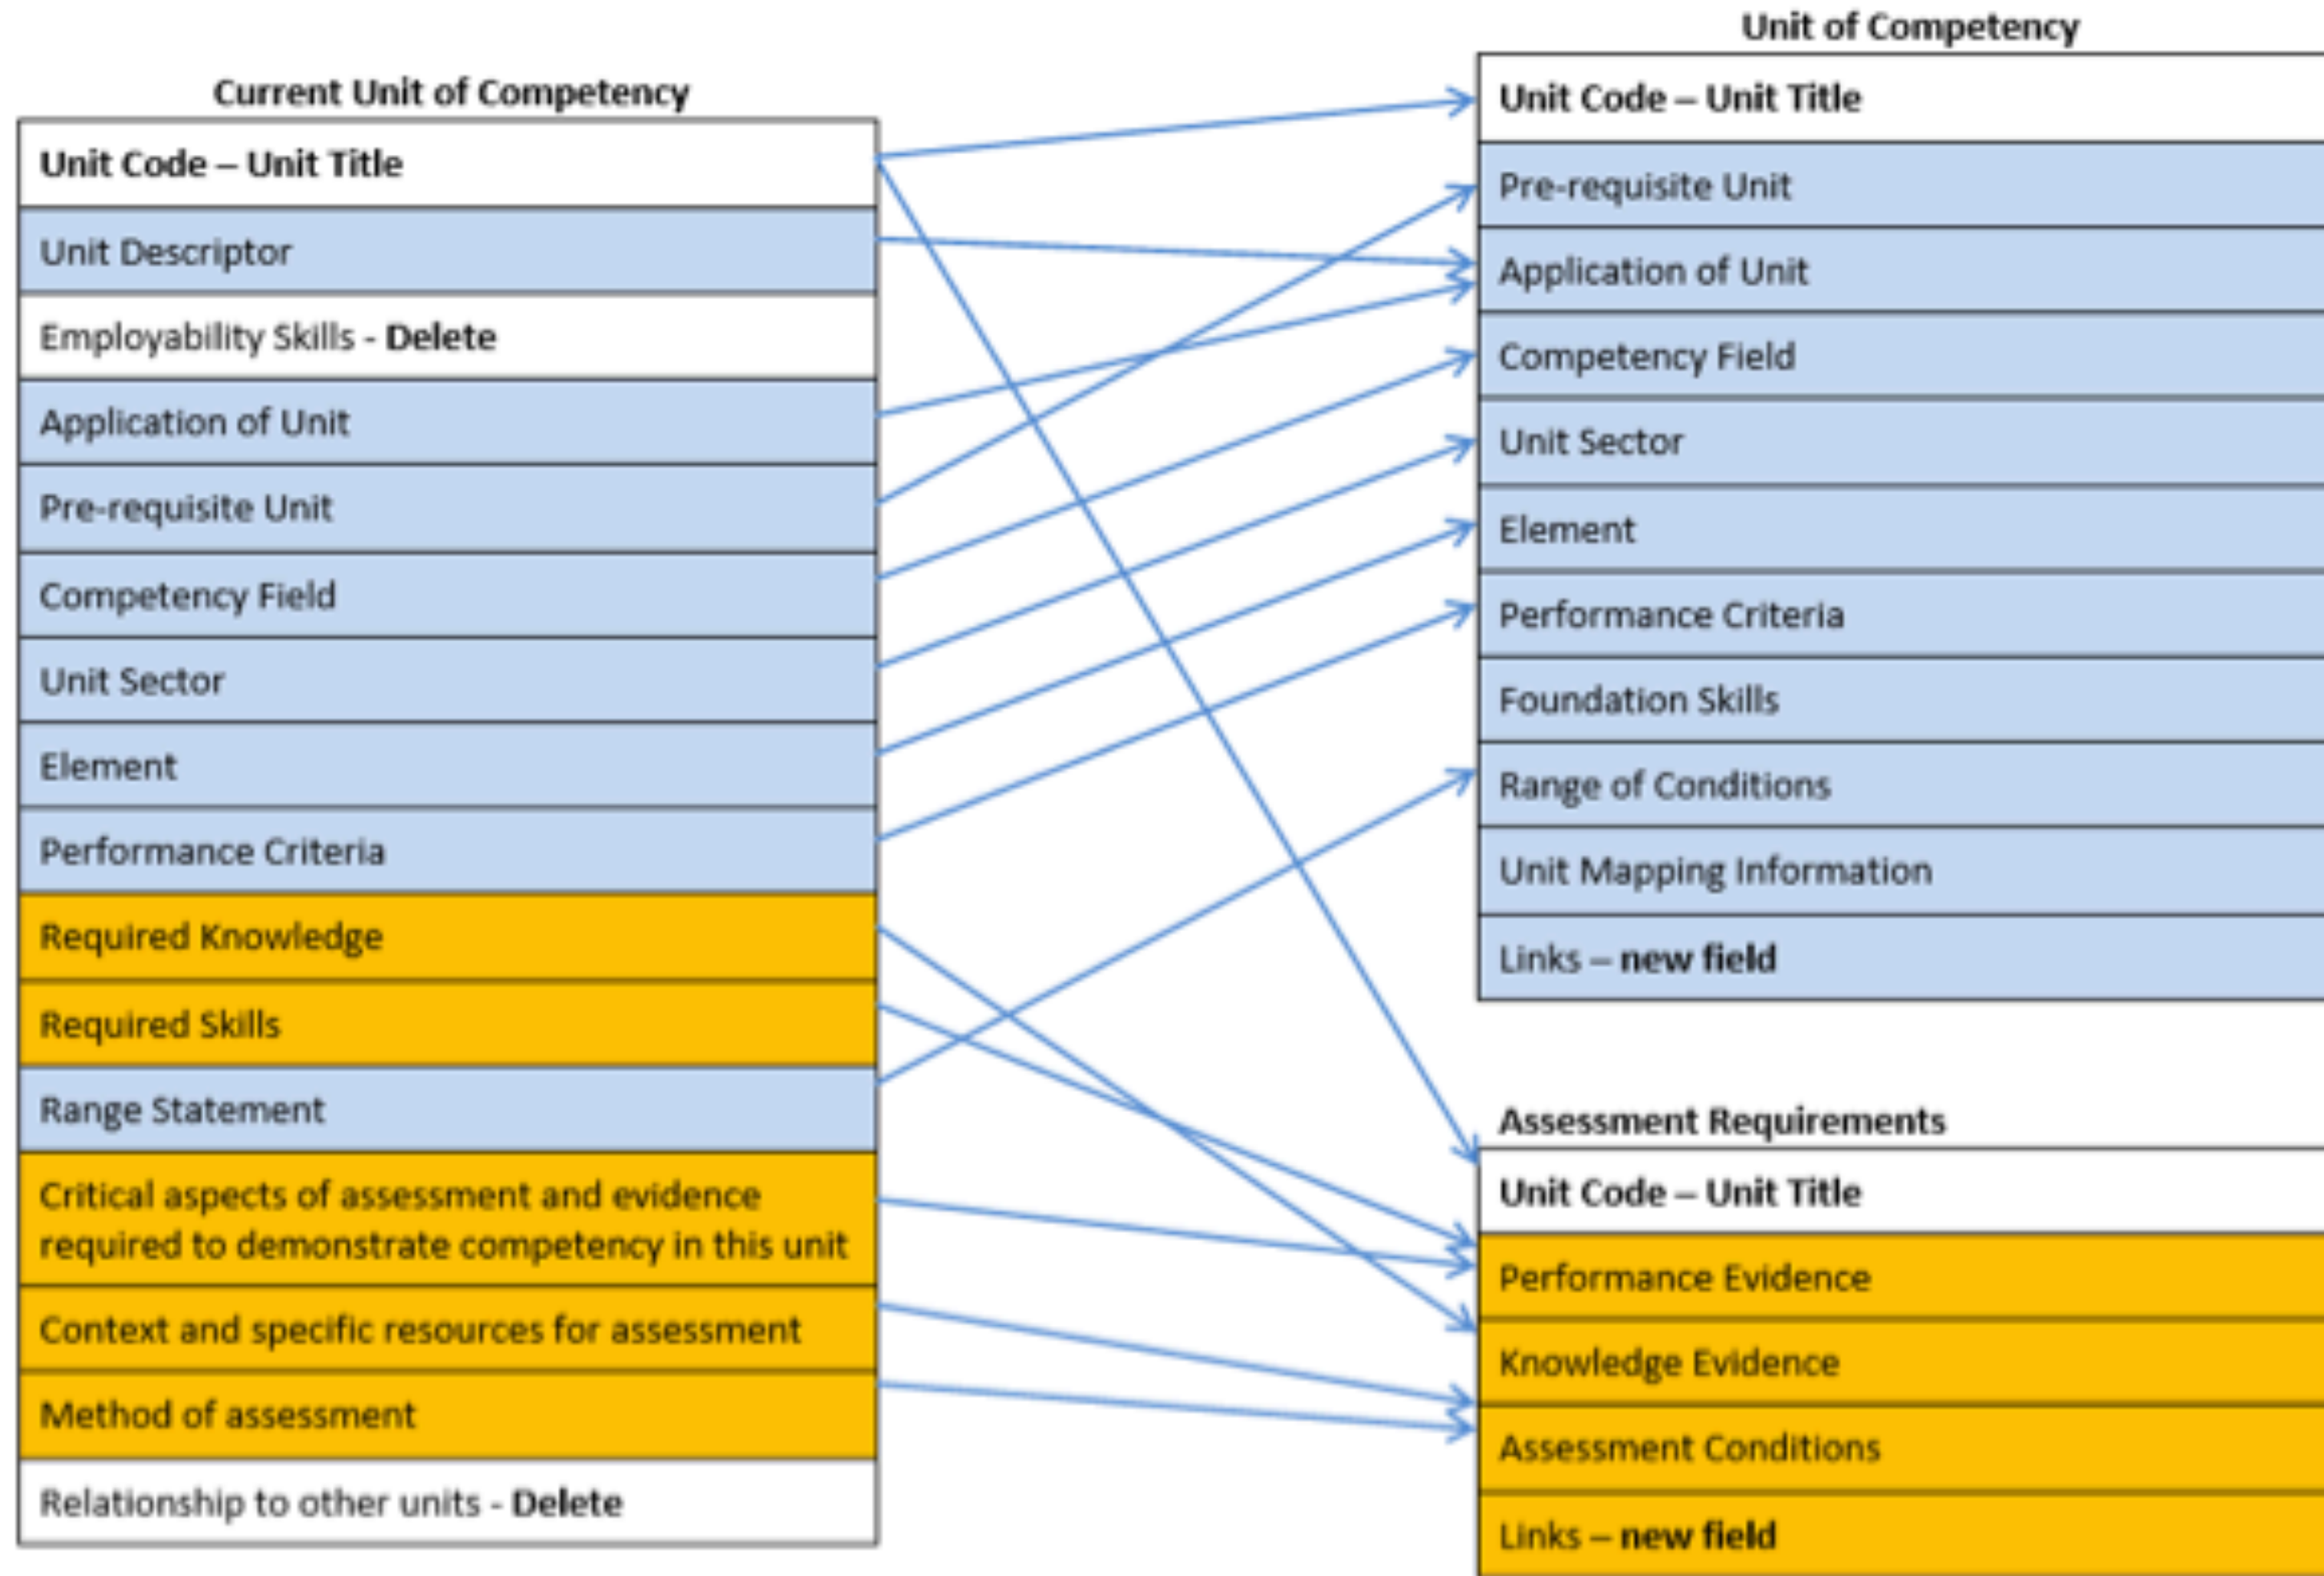 Current Unit of Competency
Unit Code – Unit Title
Unit Descriptor
Employability Skills - Delete
Application of Unit
Pre-requisite Unit
Competency Field
Unit Sector
Element
Performance Criteria
Required Knowledge
Required Skills
Range Statement
Critical aspects of assessment and evidence
required to demonstrate competency in this unit
Context and specific resources for assessment
Method of assessment
Relationship to other units - Delete
Unit of Competency
Unit Code – Unit Title
Pre-requisite Unit
Application of Unit
Competency Field
Unit Sector
Element
Performance Criteria
Foundation Skills
Range of Conditions
Unit Mapping Information
Links – new field
Assessment Requirements
Unit Code – Unit Title
Performance Evidence
Knowledge Evidence
Assessment Conditions
Links – new field